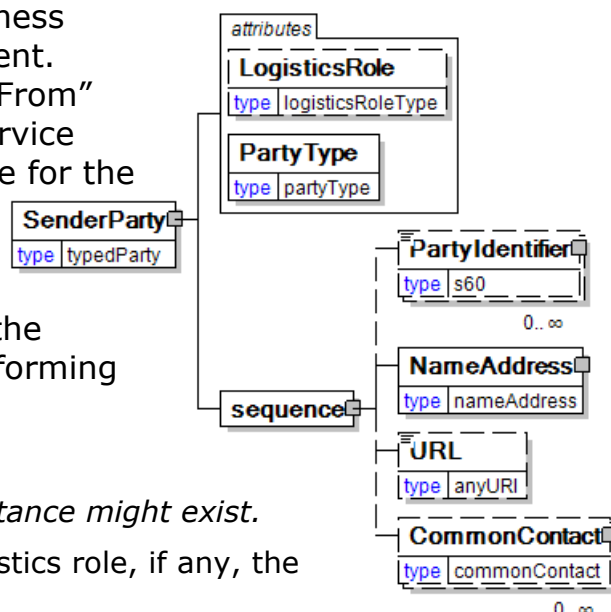 ness
ent.
From”
rvice
e for the
the
forming
tance might exist.
stics role, if any, the
attributes
LogisticsRole
type logisticsRoleType
PartyType
type partyType
SenderParty
type typedParty
sequence
PartyIdentifier
type s60
0.. ∞
NameAddress
type nameAddress
URL
type anyURI
CommonContact
type commonContact
0.. ∞